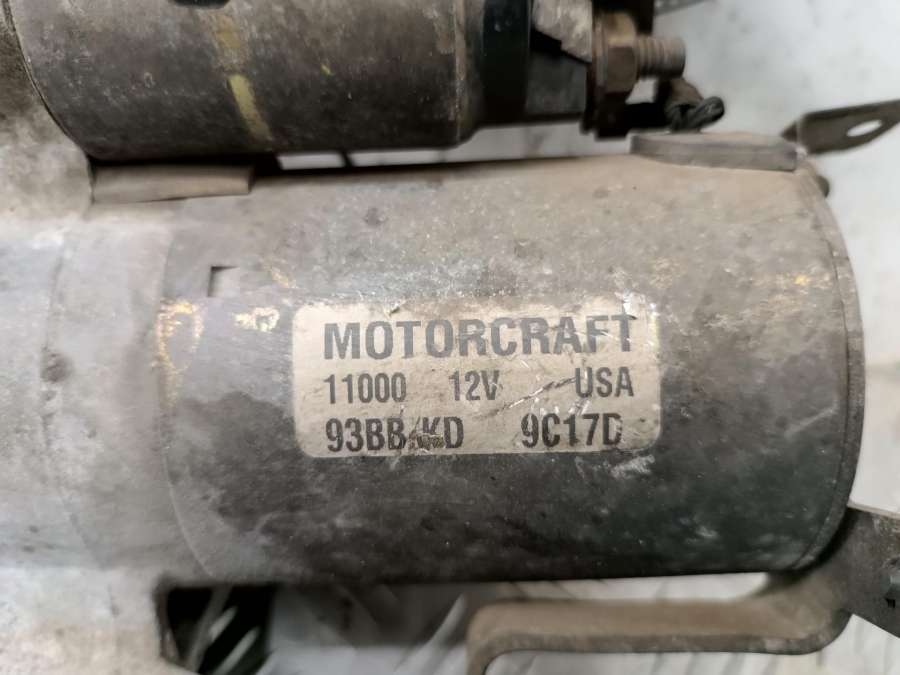 MOTORCRAFT
11000 12V USA
93BB KD 9C17D